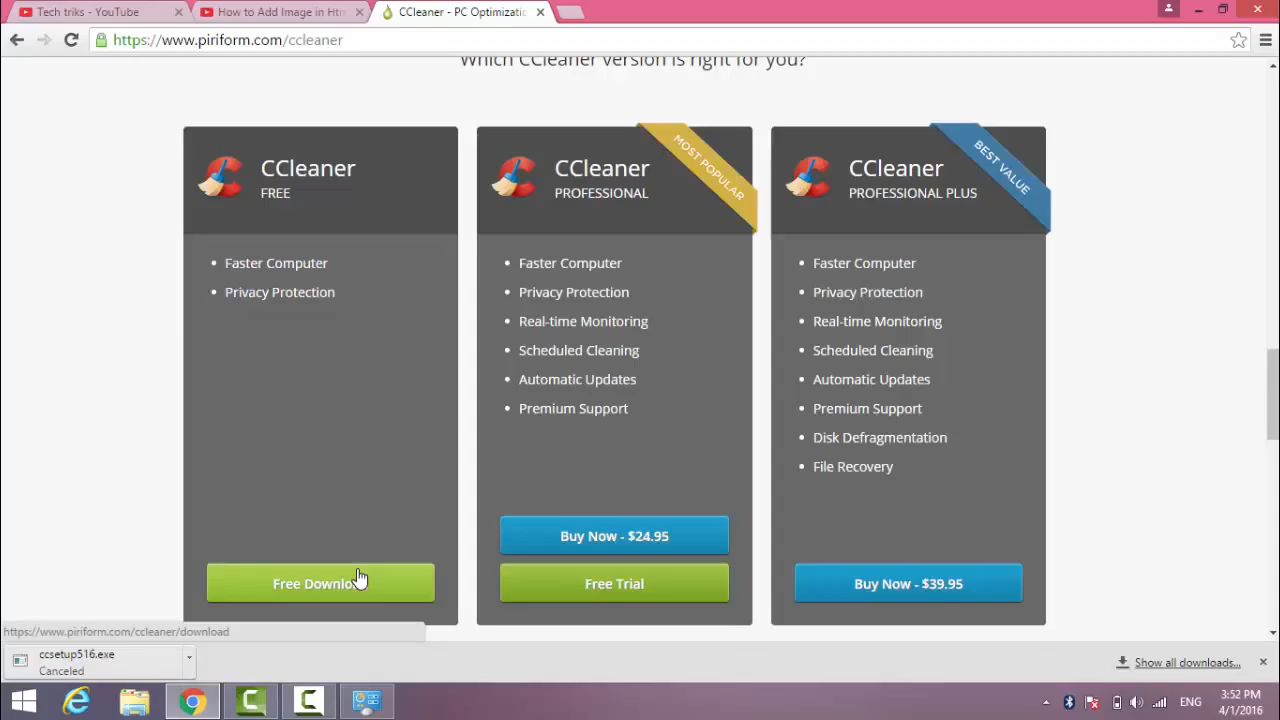 Tech triks - YouTube
How to Add Image in Htm
CCleaner - PC Optimizatic
https://www.piriform.com/ccleaner
Which CCleaner version is right for you?
CCleaner
FREE
Faster Computer
Privacy Protection
Free Downlo
CCleaner
PROFESSIONAL
MOST POPULAR
Faster Computer
Privacy Protection
Real-time Monitoring
Scheduled Cleaning
Automatic Updates
Premium Support
Buy Now - $24.95
Free Trial
CCleaner
PROFESSIONAL PLUS
BEST VALUE
Faster Computer
Privacy Protection
Real-time Monitoring
Scheduled Cleaning
Automatic Updates
Premium Support
Disk Defragmentation
File Recovery
Buy Now - $39.95
https://www.piriform.com/ccleaner/download
ccsetup516.exe
Canceled
Show all downloads...
ENG
3:52 PM
4/1/2016